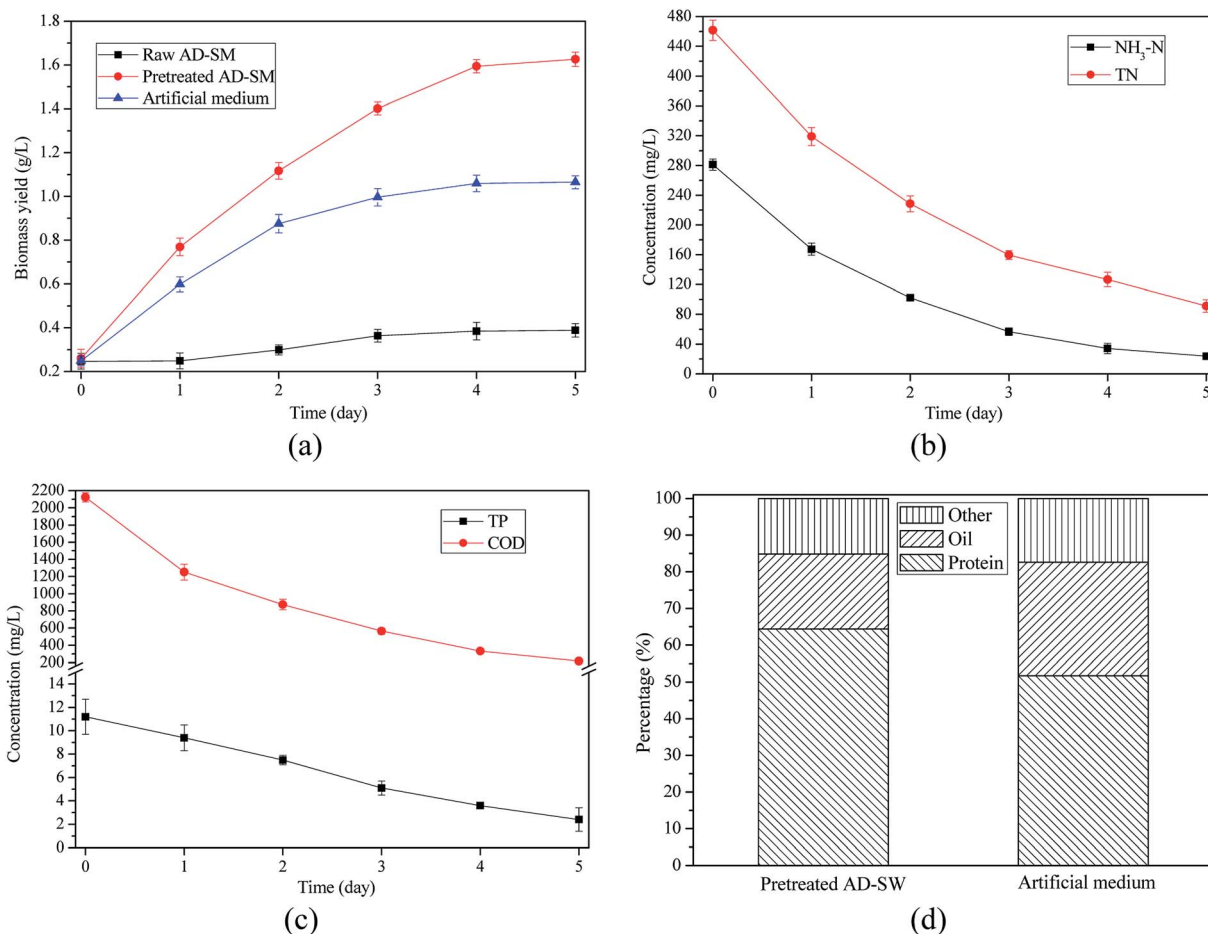 1.8
1.6
1.4
1.2
1.0
0.8
0.6
0.4
0.2
Biomass yield (g/L)
Raw AD-SM
Pretreated AD-SM
Artificial medium
0 1 2 3 4 5
Time (day)
(a)
480
440
400
360
320
280
240
200
160
120
80
40
0
Concentration (mg/L)
NH3-N
TN
0 1 2 3 4 5
Time (day)
(b)
2200
2000
1800
1600
1400
1200
1000
800
600
400
200
14
12
10
8
6
4
2
0
Concentration (mg/L)
TP
COD
0 1 2 3 4 5
Time (day)
(c)
100
90
80
70
60
50
40
30
20
10
0
Percentage (%)
Other
Oil
Protein
Pretreated AD-SW Artificial medium
(d)